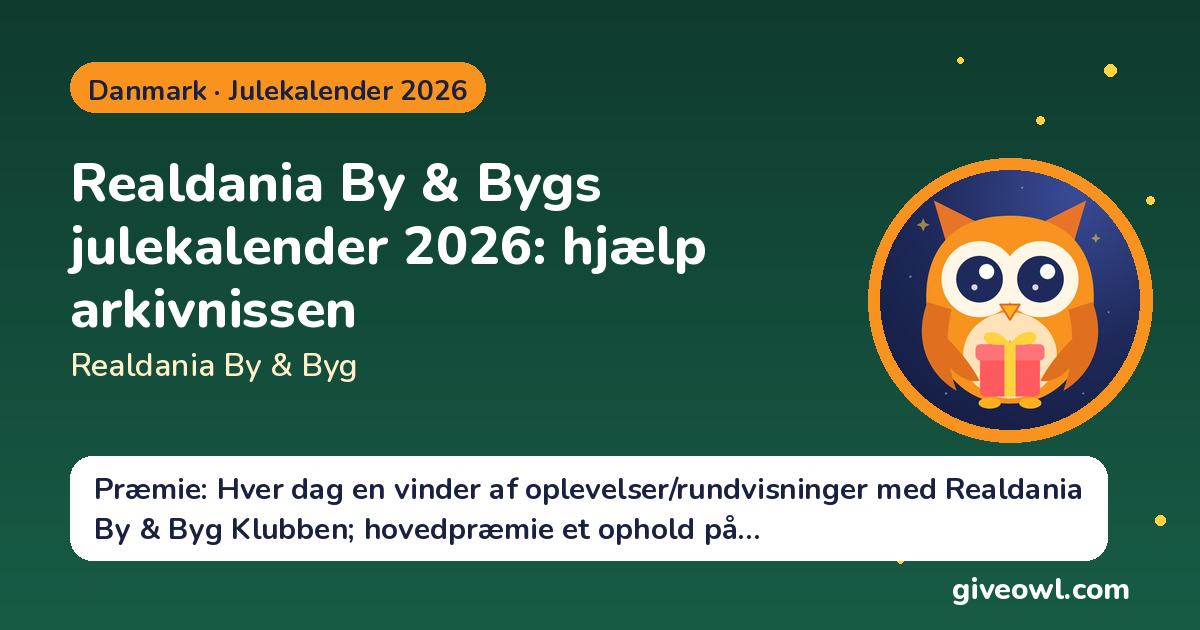 Danmark · Julekalender 2026
Realdania By & Bygs
julekalender 2026: hjælp
arkivnissen
Realdania By & Byg
Præmie: Hver dag en vinder af oplevelser/rundvisninger med Realdania
By & Byg Klubben; hovedpræmie et ophold på...
giveowl.com